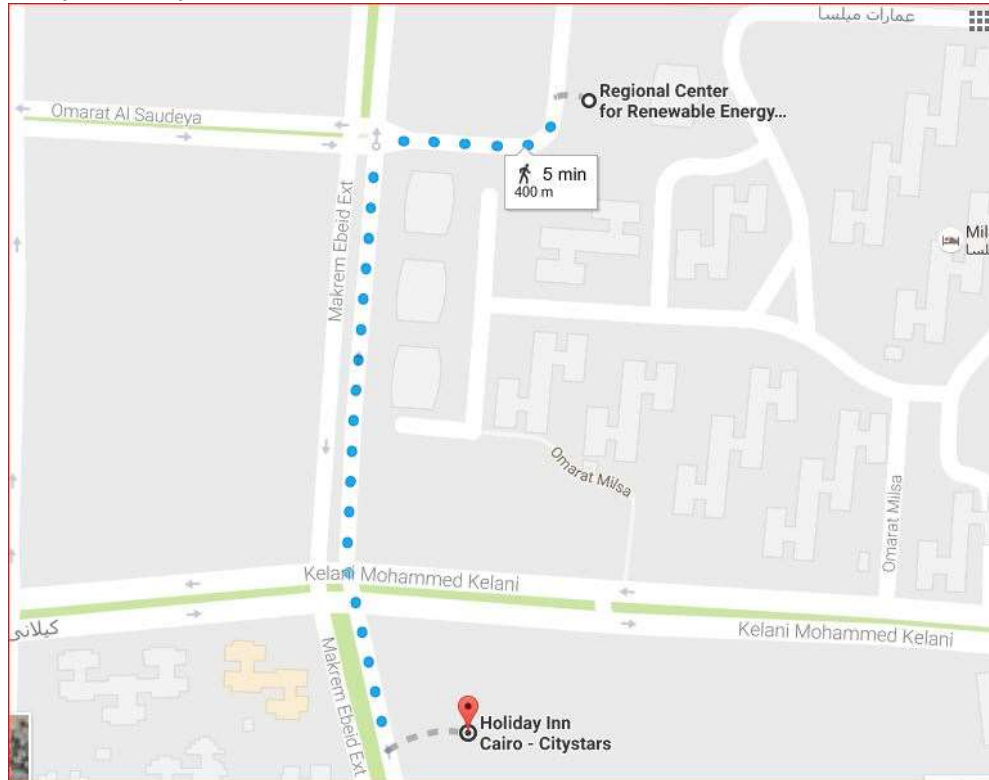 عمارات ميلسا
Regional Center
for Renewable Energy...
Omarat Al Saudeya
5 min
400 m
Makrem Ebeid Ext
Mil
Omarat Milsa
Omarat Milsa
Kelani Mohammed Kelani
Kelani Mohammed Kelani
Makrem Ebeid Ext
Holiday Inn
Cairo - Citystars